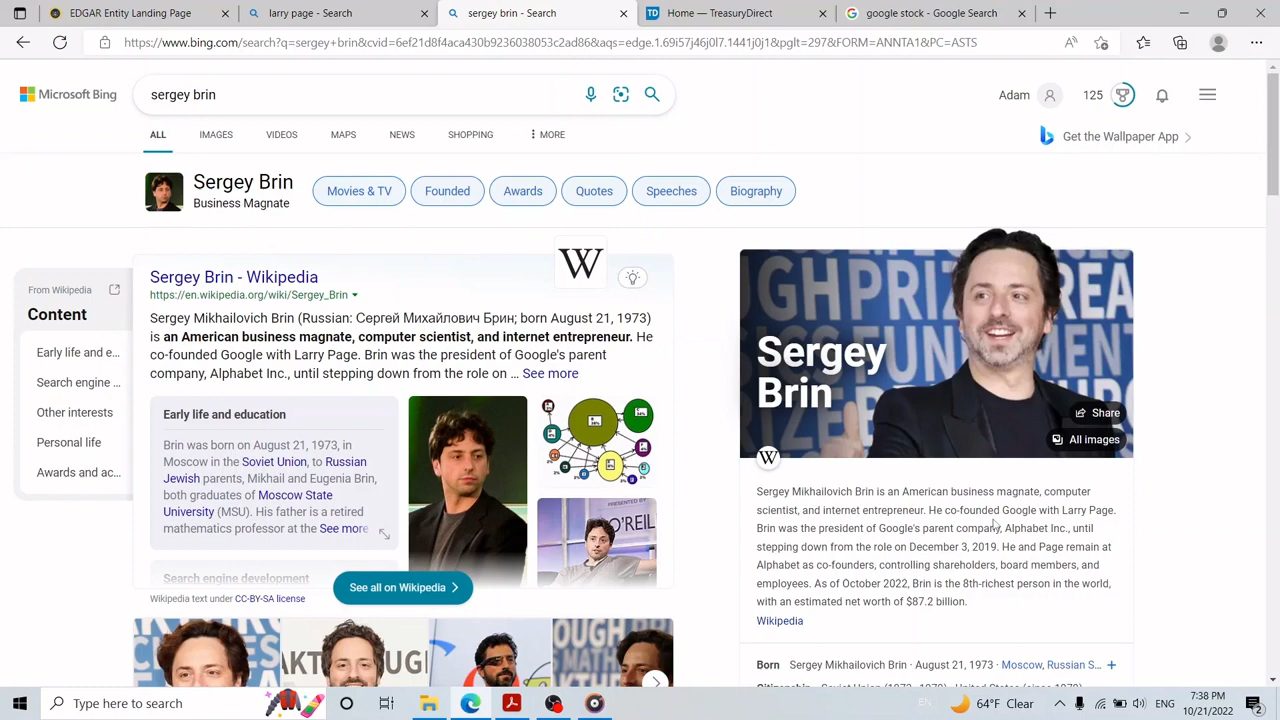 EDGAR Entity Landing Page
larry page - Search
sergey brin - Search
TD Home — TreasuryDirect
google stock - Google Search
https://www.bing.com/search?q=sergey+brin&cvid=6ef21d8f4aca430b9236038053c2ad86&aqs=edge.1.69i57j46j0l7.1441j0j1&pglt=297&FORM=ANNTA1&PC=ASTS
Microsoft Bing
sergey brin
Adam
125
ALL
IMAGES
VIDEOS
MAPS
NEWS
SHOPPING
MORE
Get the Wallpaper App
Sergey Brin
Business Magnate
Movies & TV
Founded
Awards
Quotes
Speeches
Biography
From Wikipedia
Content
Early life and e...
Search engine ...
Other interests
Personal life
Awards and ac...
W
Sergey Brin - Wikipedia
https://en.wikipedia.org/wiki/Sergey_Brin
Sergey Mikhailovich Brin (Russian: Сергей Михайлович Брин; born August 21, 1973)
is an American business magnate, computer scientist, and internet entrepreneur. He
co-founded Google with Larry Page. Brin was the president of Google's parent
company, Alphabet Inc., until stepping down from the role on ... See more
Early life and education
Brin was born on August 21, 1973, in
Moscow in the Soviet Union, to Russian
Jewish parents, Mikhail and Eugenia Brin,
both graduates of Moscow State
University (MSU). His father is a retired
mathematics professor at the See more
Search engine development
PRESENTED BY
O'REIL
See all on Wikipedia
Wikipedia text under CC-BY-SA license
Sergey
Brin
Share
All images
W
Sergey Mikhailovich Brin is an American business magnate, computer
scientist, and internet entrepreneur. He co-founded Google with Larry Page.
Brin was the president of Google's parent company, Alphabet Inc., until
stepping down from the role on December 3, 2019. He and Page remain at
Alphabet as co-founders, controlling shareholders, board members, and
employees. As of October 2022, Brin is the 8th-richest person in the world,
with an estimated net worth of $87.2 billion.
Wikipedia
Born Sergey Mikhailovich Brin · August 21, 1973 · Moscow, Russian S...
Type here to search
64°F Clear
ENG
7:38 PM
10/21/2022
2